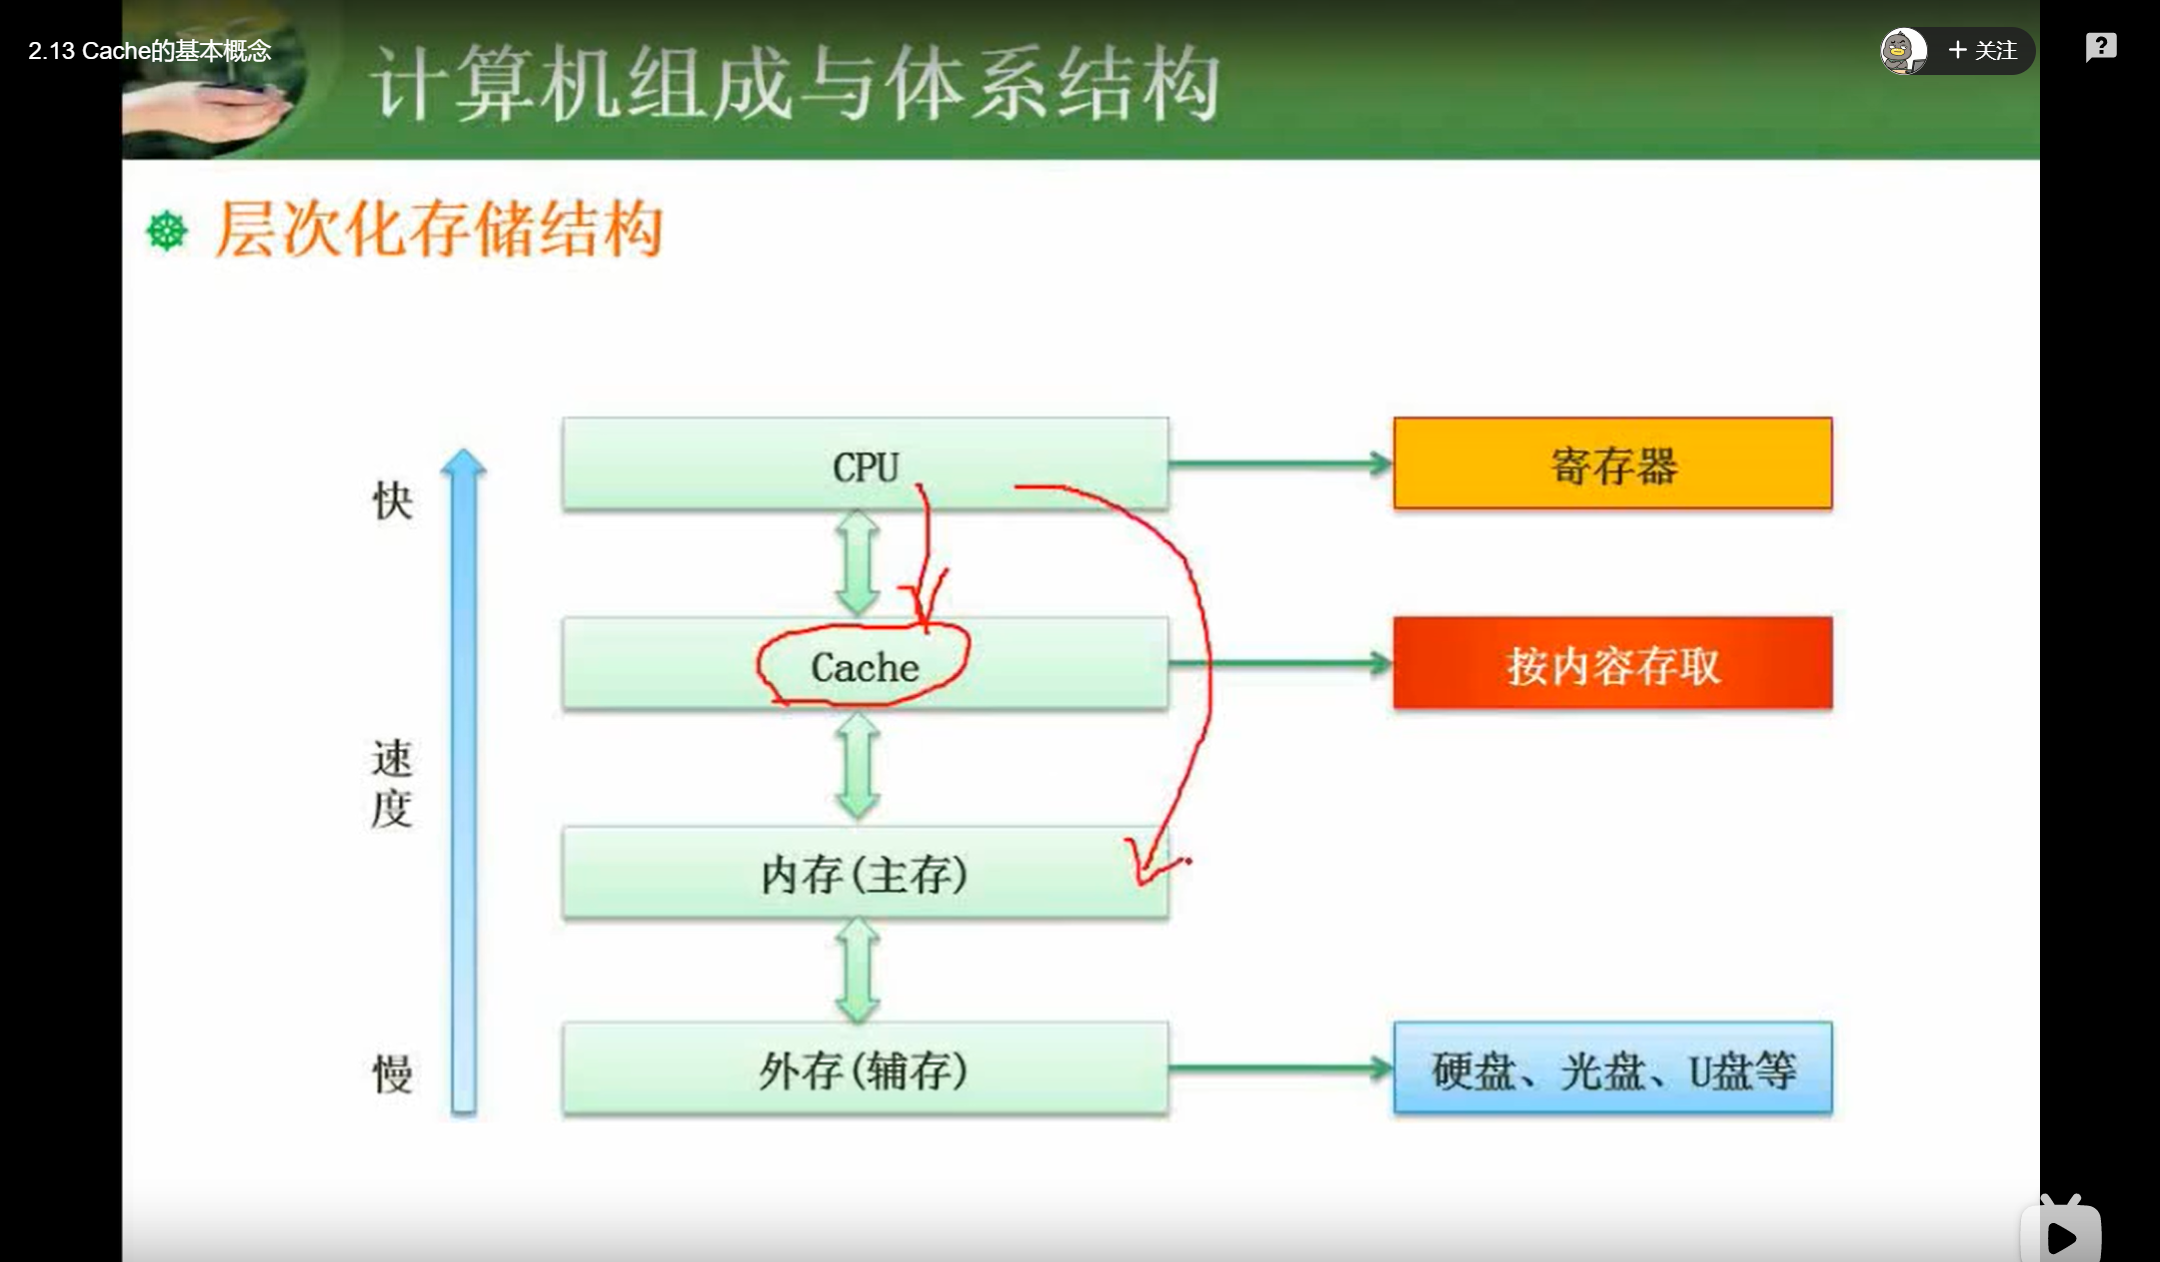 2.13 Cache的基本概念
+ 关注
计算机组成与体系结构
层次化存储结构
快
CPU
寄存器
Cache
按内容存取
速度
内存(主存)
慢
外存(辅存)
硬盘、光盘、U盘等